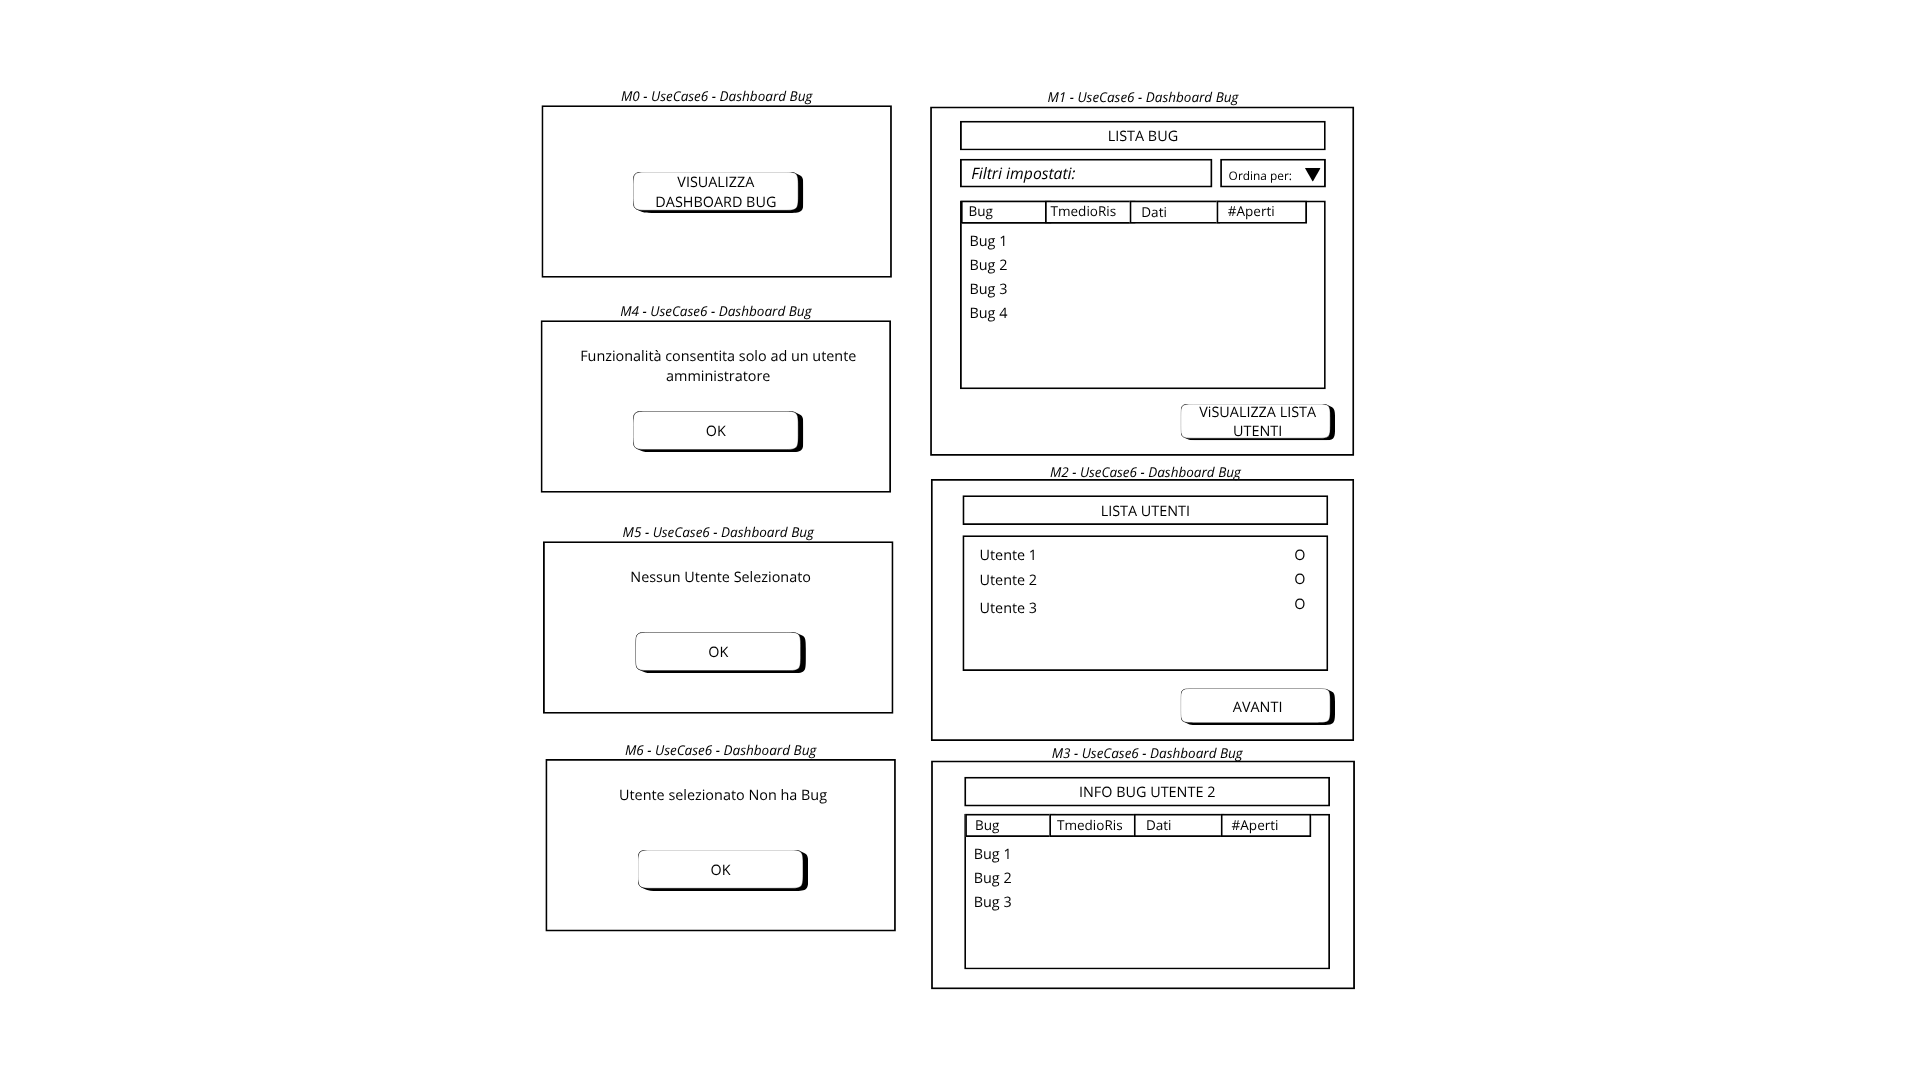 M0 - UseCase6 - Dashboard Bug
VISUALIZZA
DASHBOARD BUG
M4 - UseCase6 - Dashboard Bug
Funzionalità consentita solo ad un utente
amministratore
OK
M5 - UseCase6 - Dashboard Bug
Nessun Utente Selezionato
OK
M6 - UseCase6 - Dashboard Bug
Utente selezionato Non ha Bug
OK
M1 - UseCase6 - Dashboard Bug
LISTA BUG
Filtri impostati: Ordina per:
Bug TmedioRis Dati #Aperti
Bug 1
Bug 2
Bug 3
Bug 4
ViSUALIZZA LISTA
UTENTI
M2 - UseCase6 - Dashboard Bug
LISTA UTENTI
Utente 1 O
Utente 2 O
Utente 3 O
AVANTI
M3 - UseCase6 - Dashboard Bug
INFO BUG UTENTE 2
Bug TmedioRis Dati #Aperti
Bug 1
Bug 2
Bug 3